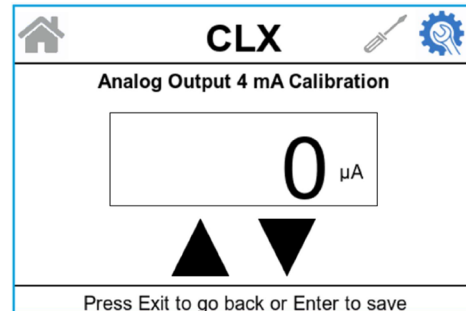 CLX
Analog Output 4 mA Calibration
0 µA
Press Exit to go back or Enter to save